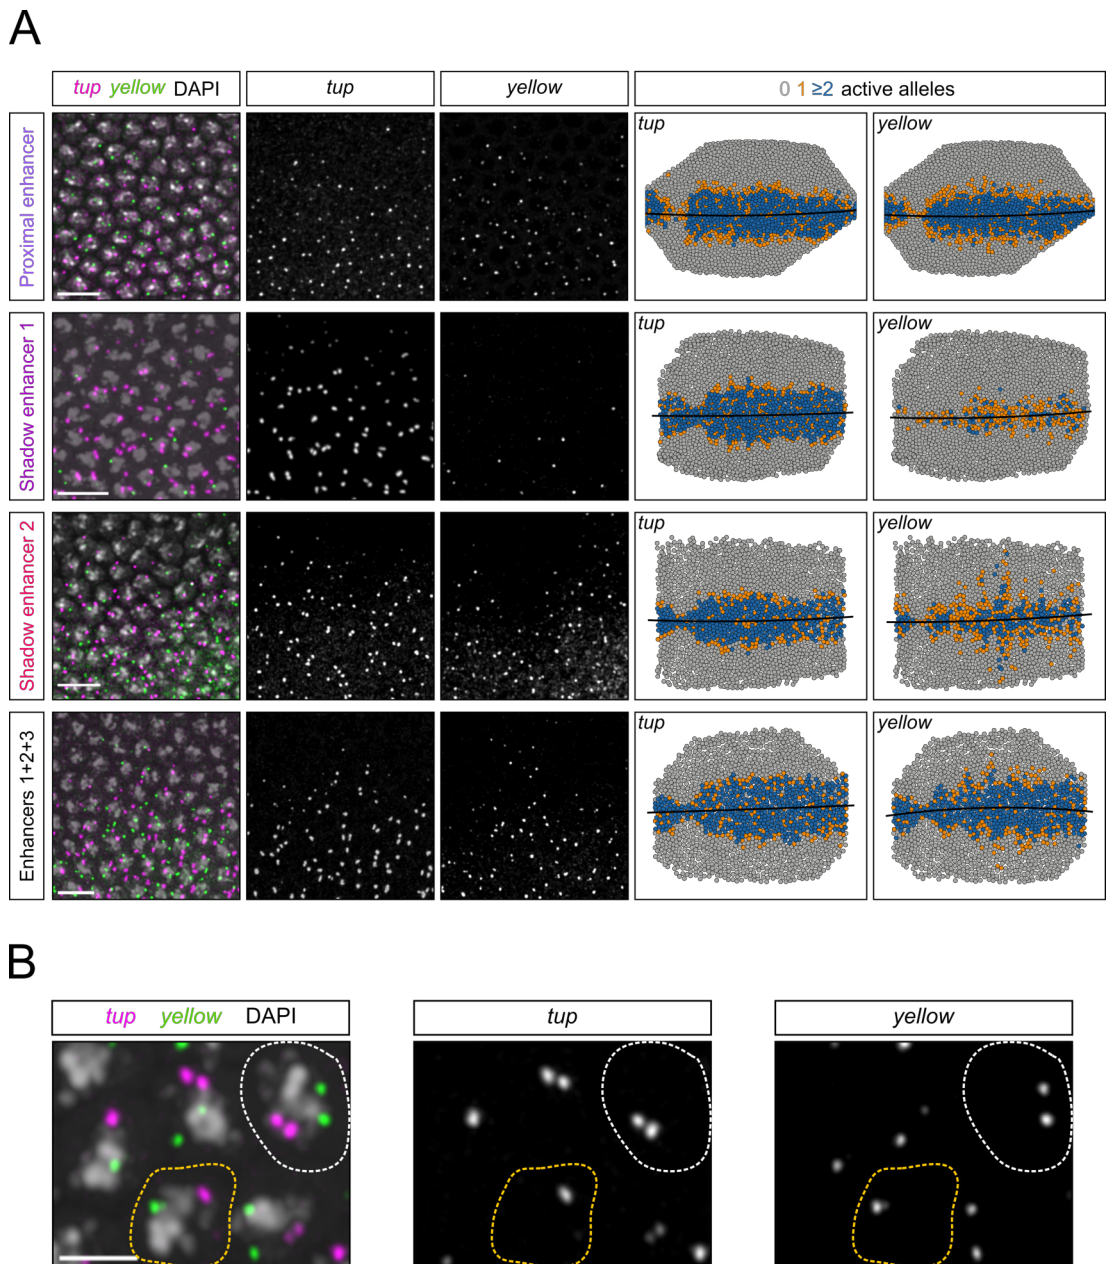 A
tup yellow DAPI
tup
yellow
0 1 ≥2 active alleles
Proximal enhancer
tup
yellow
Shadow enhancer 1
tup
yellow
Shadow enhancer 2
tup
yellow
Enhancers 1+2+3
tup
yellow
B
tup yellow DAPI
tup
yellow